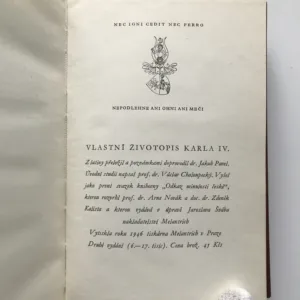 NEC IGNI CEDIT NEC FERRO
NEPODLEHNE ANI OHNI ANI MEČI
VLASTNÍ ŽIVOTOPIS KARLA IV.
Z latiny přeložil a poznámkami doprovodil dr. Jakub Pavel.
Úvodní studii napsal prof. dr. Václav Chaloupecký. Vyšel
jako první svazek knihovny „Odkaz minulosti české“,
kterou rozvrhl prof. dr. Arne Novák a doc. dr. Zdeněk
Kalista a kterou vydává v úpravě Jaroslava Švába
nakladatelství Melantrich
Vytiskla roku 1946 tiskárna Melantrich v Praze
Druhé vydání (6.—17. tisíc). Cena brož. 45 Kčs